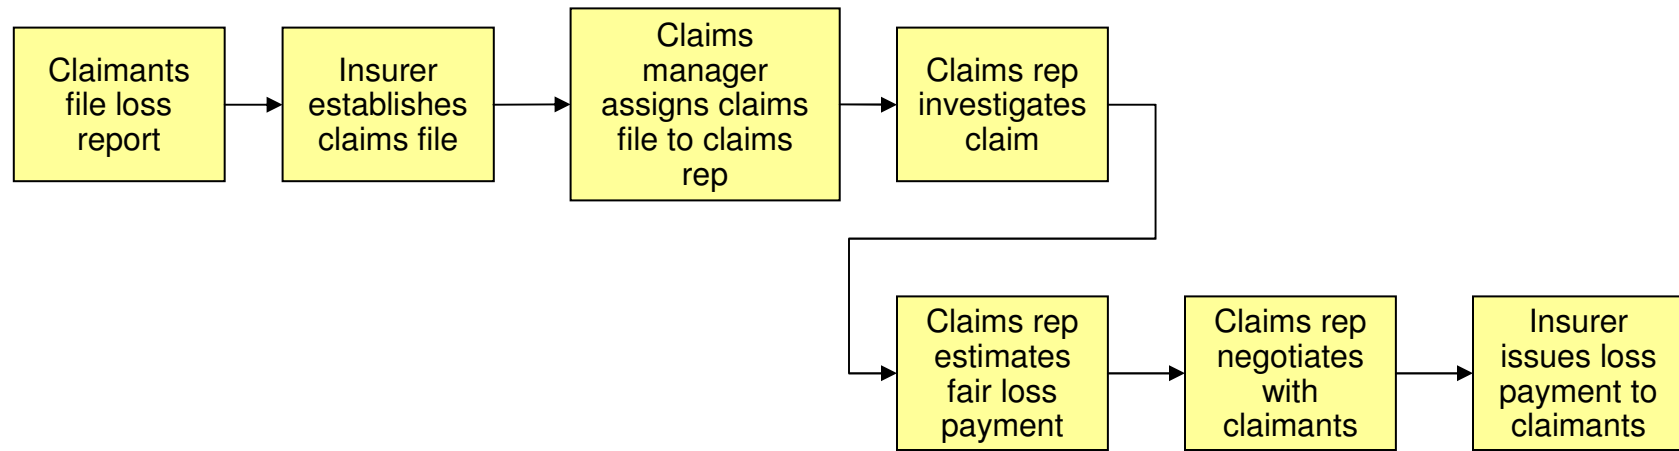 Claimants
file loss
report
Insurer
establishes
claims file
Claims
manager
assigns claims
file to claims
rep
Claims rep
investigates
claim
Claims rep
estimates
fair loss
payment
Claims rep
negotiates
with
claimants
Insurer
issues loss
payment to
claimants